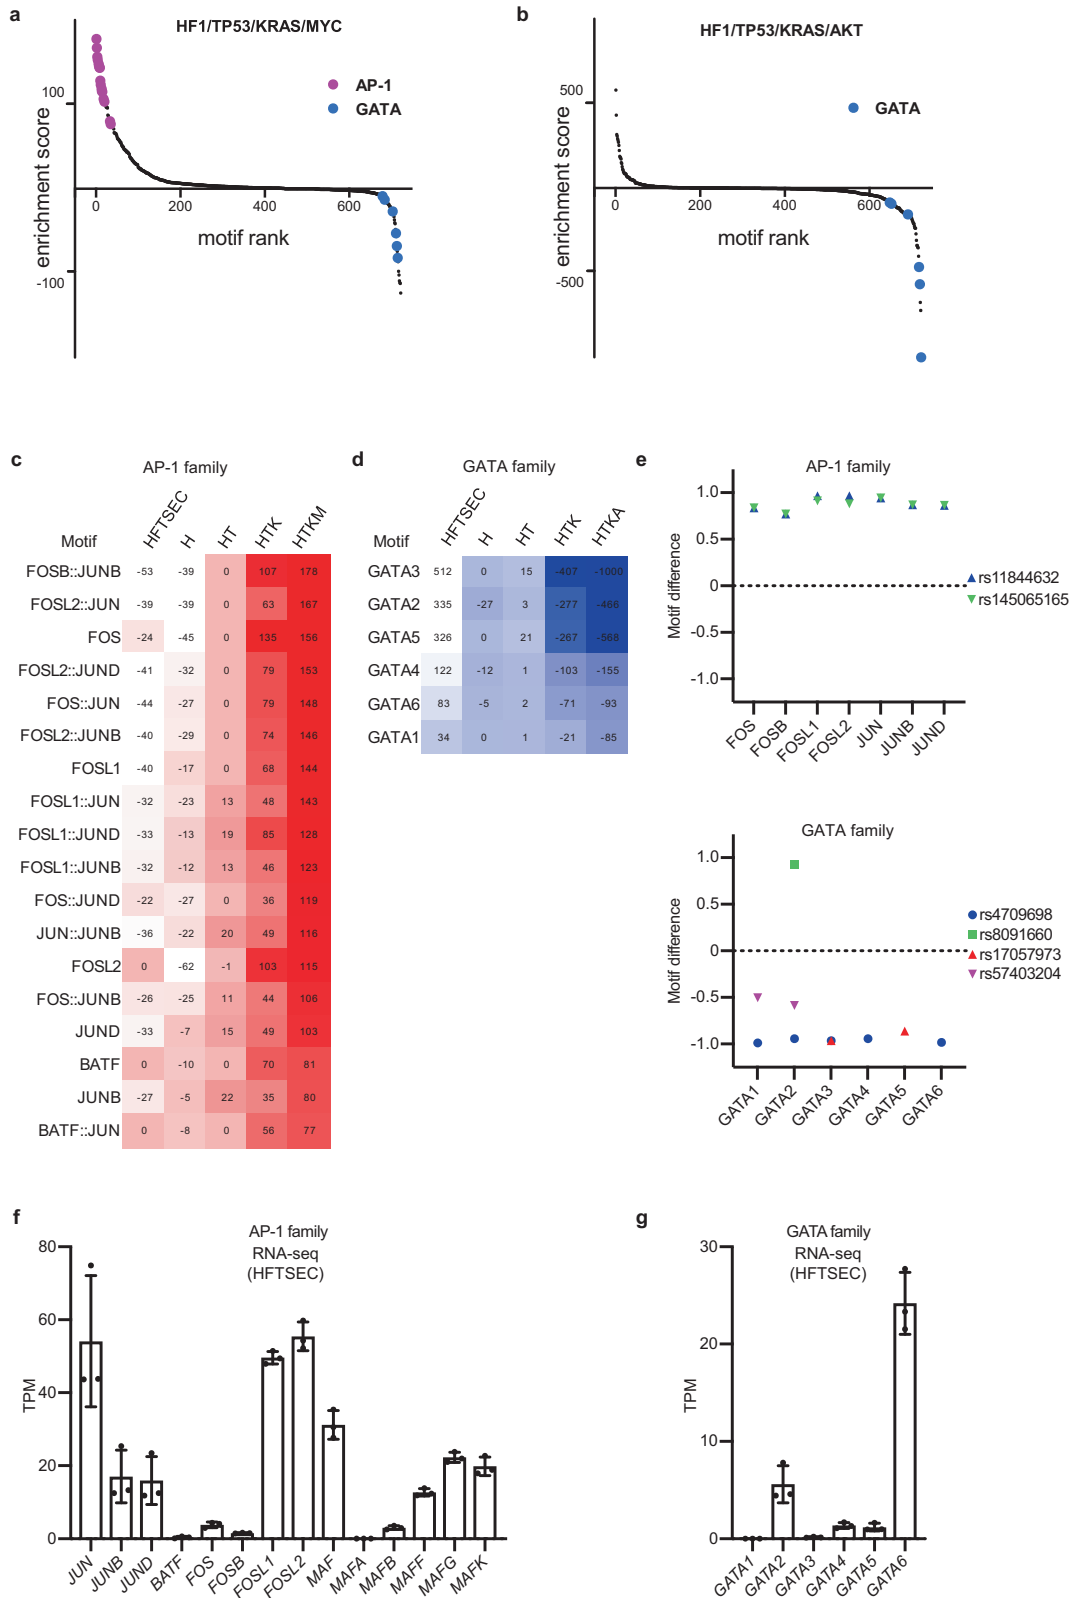 a
HF1/TP53/KRAS/MYC
AP-1
GATA
enrichment score
100
-100
0 200 400 600
motif rank
b
HF1/TP53/KRAS/AKT
GATA
enrichment score
500
-500
0 200 400 600
motif rank
c
AP-1 family
Motif HFTSEC H HT HTK HTKM
FOSB::JUNB -53 -39 0 107 178
FOSL2::JUN -39 -39 0 63 167
FOS -24 -45 0 135 156
FOSL2::JUND -41 -32 0 79 153
FOS::JUN -44 -27 0 79 148
FOSL2::JUNB -40 -29 0 74 146
FOSL1 -40 -17 0 68 144
FOSL1::JUN -32 -23 13 48 143
FOSL1::JUND -33 -13 19 85 128
FOSL1::JUNB -32 -12 13 46 123
FOS::JUND -22 -27 0 36 119
JUN::JUNB -36 -22 20 49 116
FOSL2 0 -62 -1 103 115
FOS::JUNB -26 -25 11 44 106
JUND -33 -7 15 49 103
BATF 0 -10 0 70 81
JUNB -27 -5 22 35 80
BATF::JUN 0 -8 0 56 77
d
GATA family
Motif HFTSEC H HT HTK HTKA
GATA3 512 0 15 -407 -1000
GATA2 335 -27 3 -277 -466
GATA5 326 0 21 -267 -568
GATA4 122 -12 1 -103 -155
GATA6 83 -5 2 -71 -93
GATA1 34 0 1 -21 -85
e
AP-1 family
Motif difference
1.0
0.5
0
-0.5
-1.0
FOS FOSB FOSL1 FOSL2 JUN JUNB JUND
rs11844632
rs145065165
GATA family
Motif difference
1.0
0.5
0
-0.5
-1.0
GATA1 GATA2 GATA3 GATA4 GATA5 GATA6
rs4709698
rs8091660
rs17057973
rs57403204
f
AP-1 family
RNA-seq
(HFTSEC)
TPM
80
60
40
20
0
JUN JUNB JUND BATF FOS FOSB FOSL1 FOSL2 MAF MAFA MAFB MAFF MAFG MAFK
g
GATA family
RNA-seq
(HFTSEC)
TPM
30
20
10
0
GATA1 GATA2 GATA3 GATA4 GATA5 GATA6